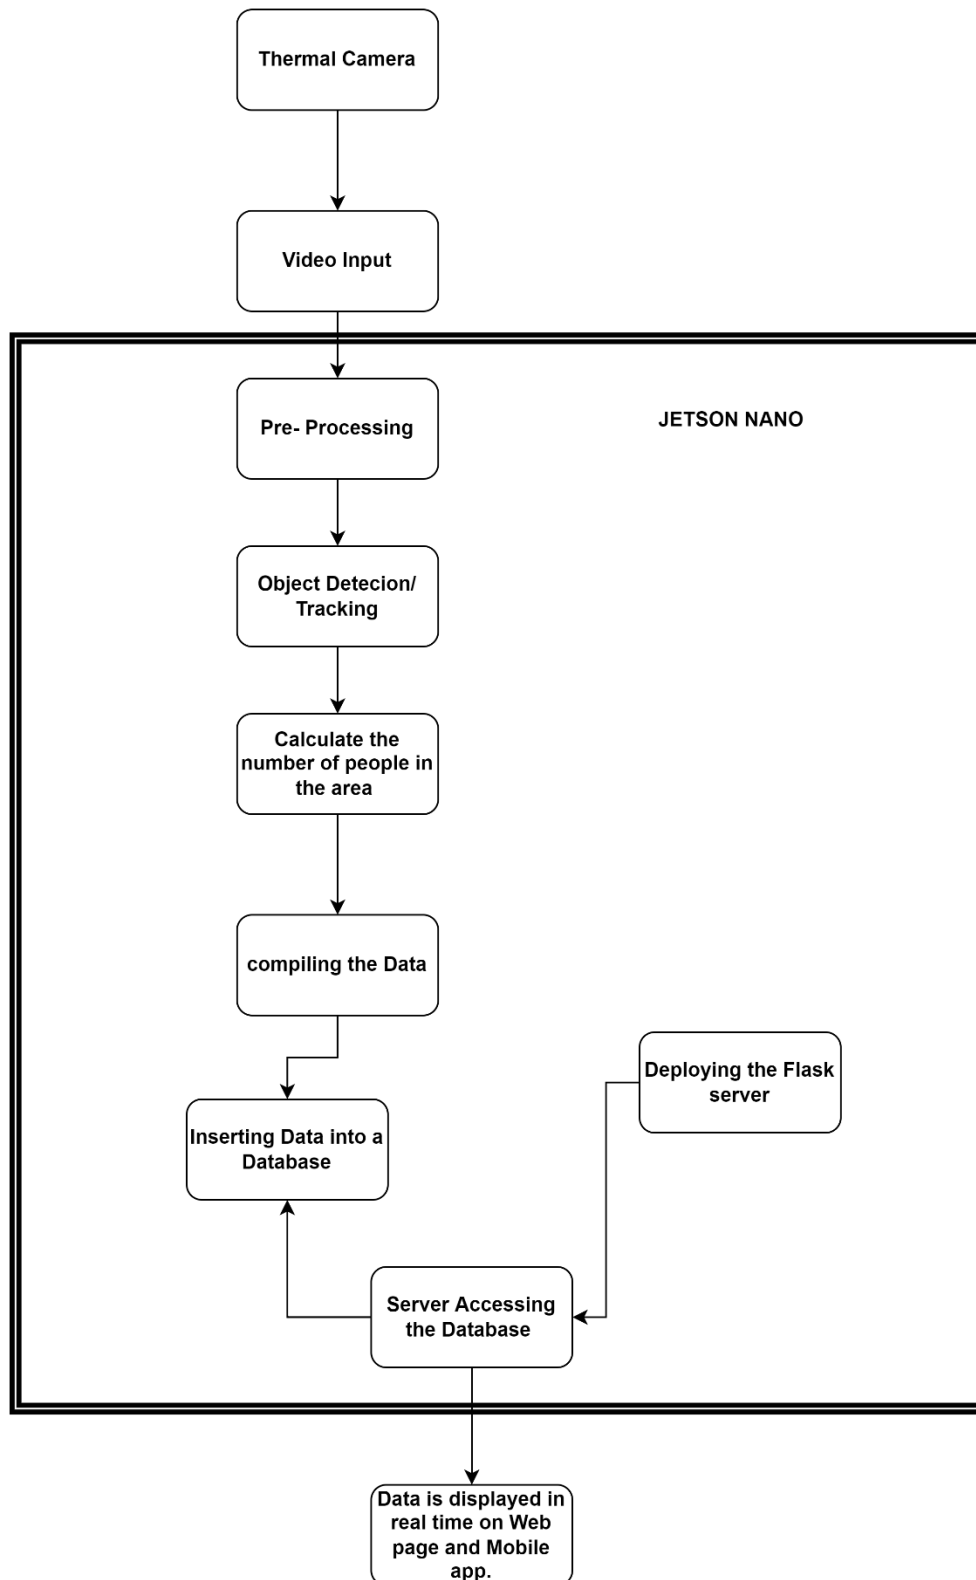 Thermal Camera
Video Input
Pre- Processing
JETSON NANO
Object Detecion/
Tracking
Calculate the
number of people in
the area
compiling the Data
Deploying the Flask
server
Inserting Data into a
Database
Server Accessing
the Database
Data is displayed in
real time on Web
page and Mobile
app.